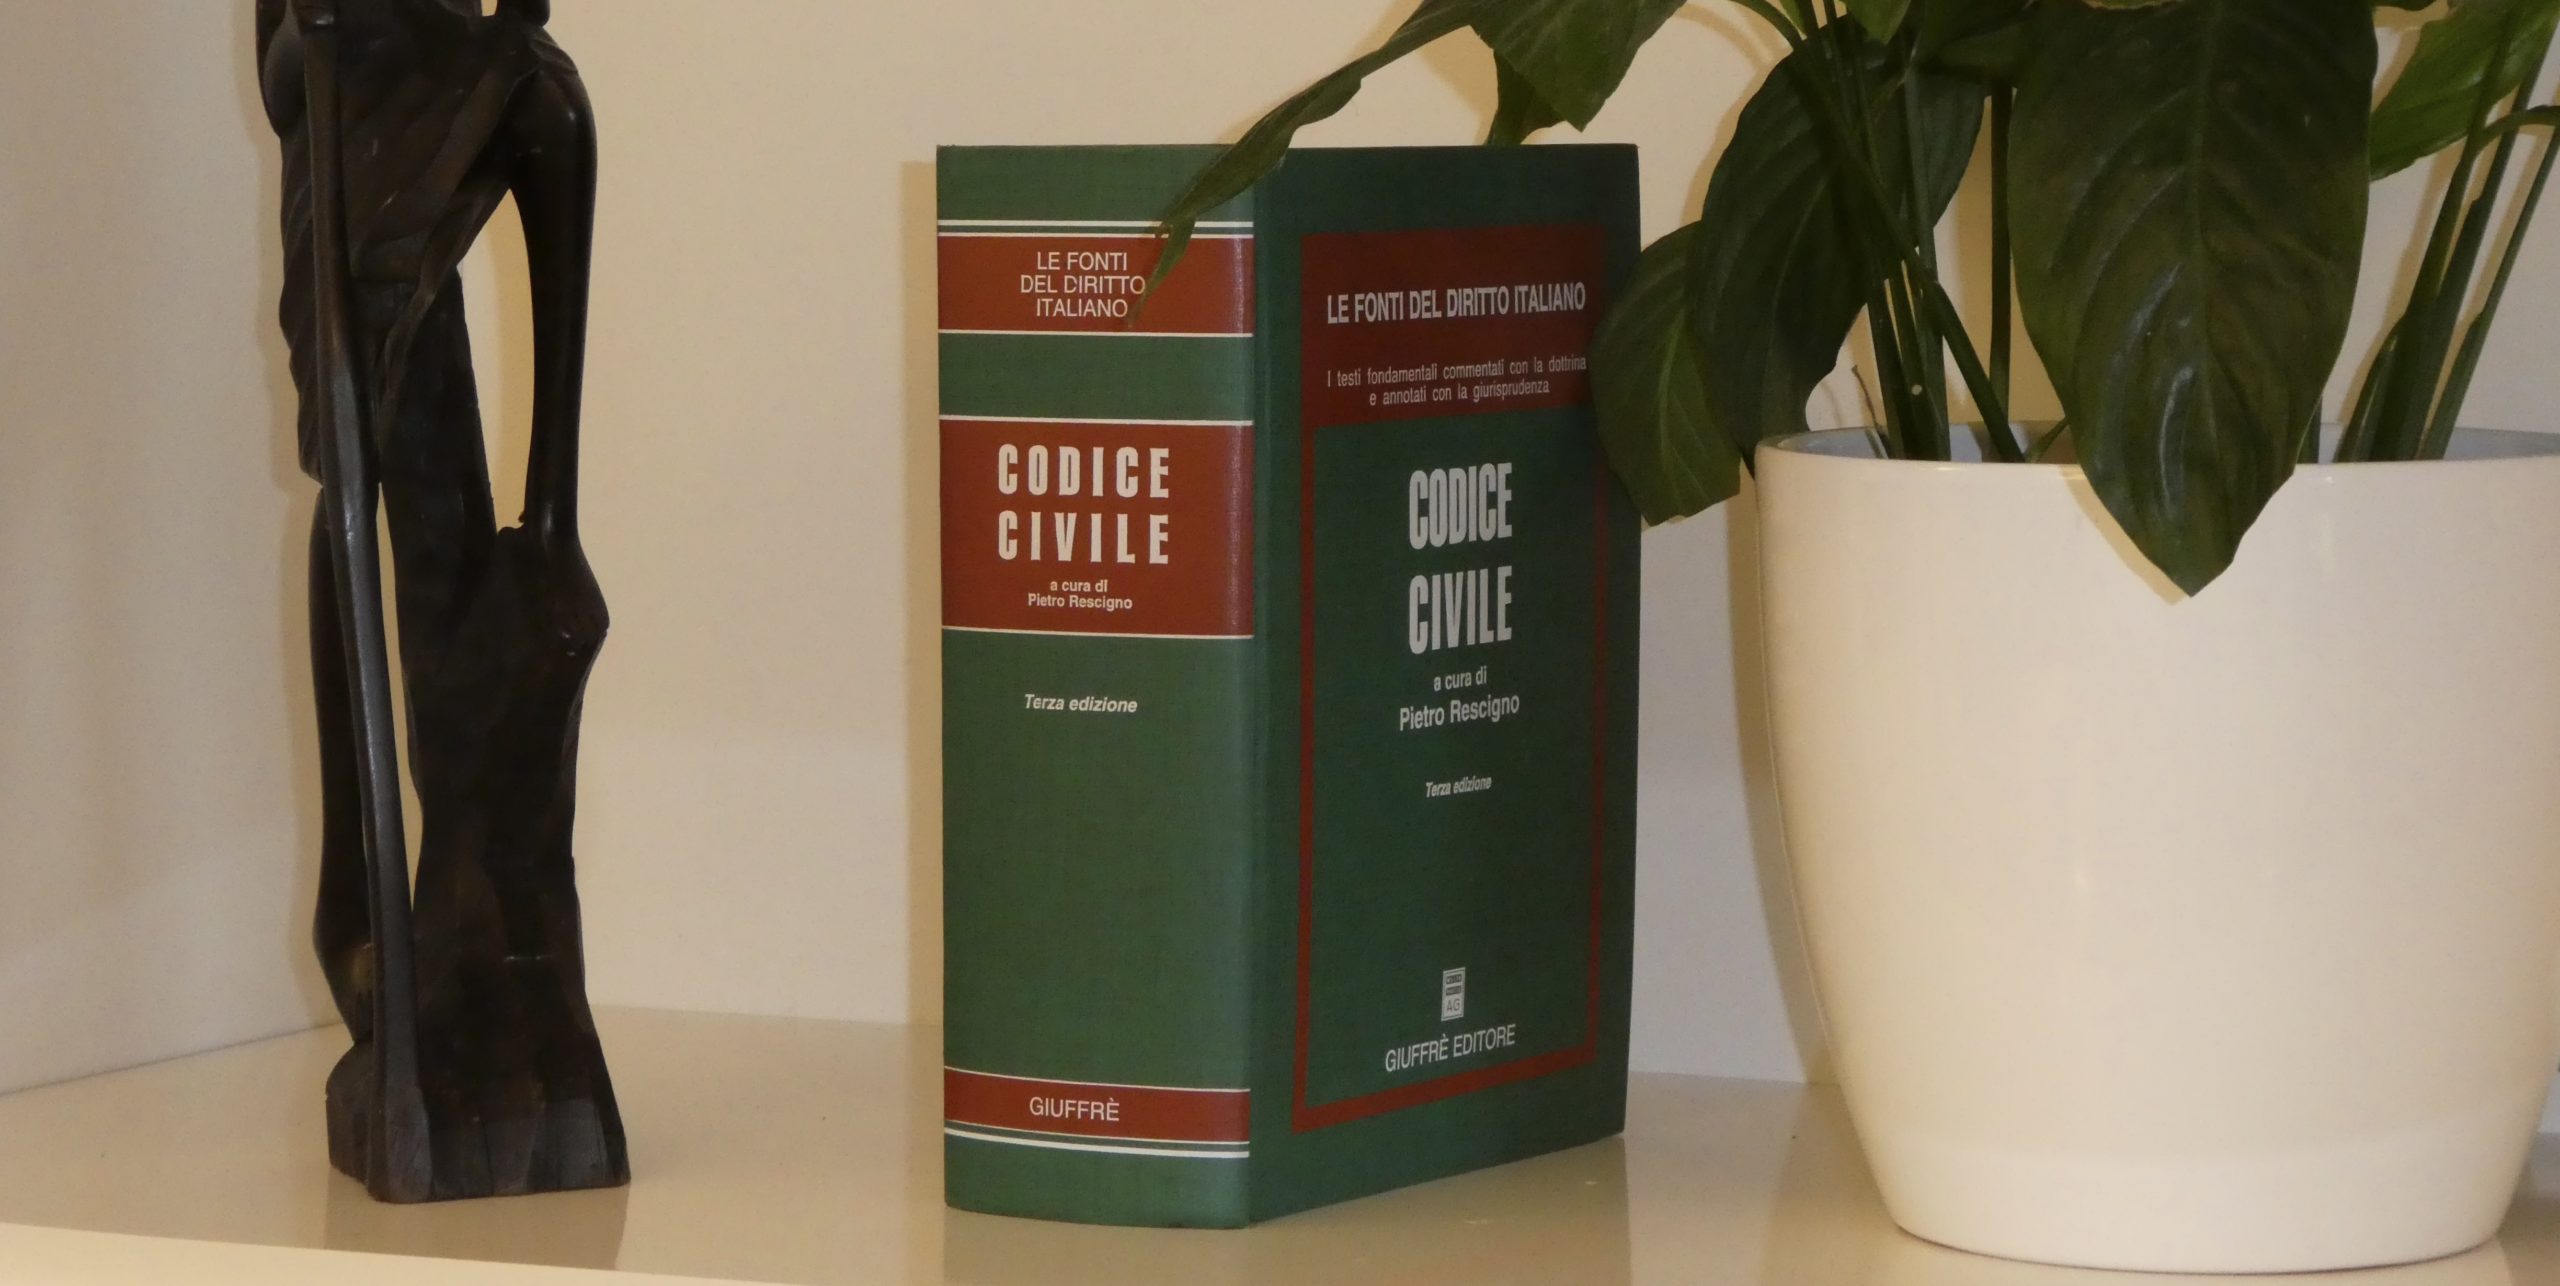 LE FONTI
DEL DIRITTO
ITALIANO
CODICE
CIVILE
a cura di
Pietro Rescigno
Terza edizione
GIUFFRÈ
LE FONTI DEL DIRITTO ITALIANO
I testi fondamentali commentati con la dottrina
e annotati con la giurisprudenza
CODICE
CIVILE
a cura di
Pietro Rescigno
Terza edizione
AG
GIUFFRÈ EDITORE